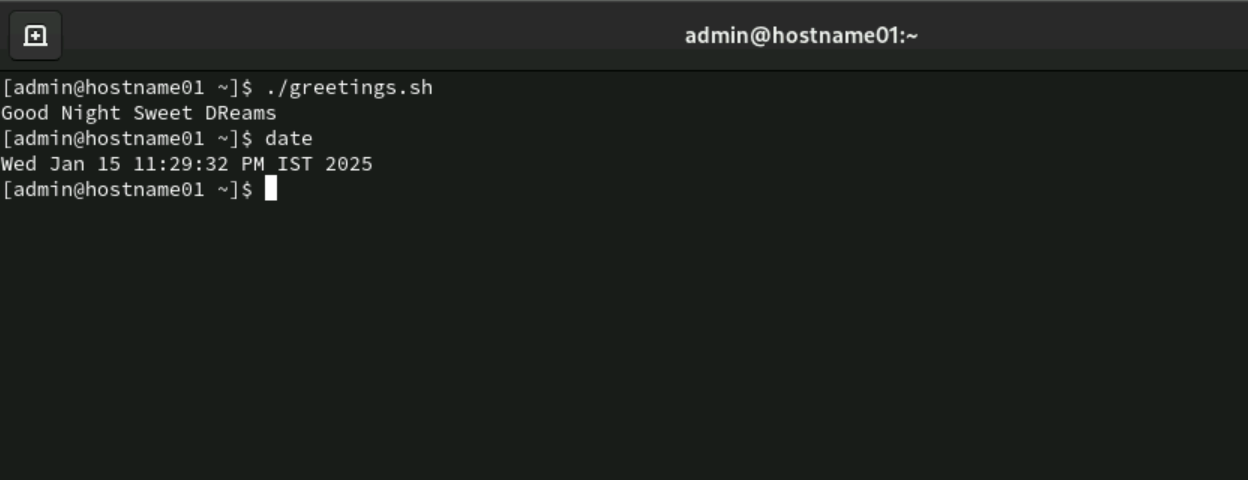 admin@hostname01:~
[admin@hostname01 ~]$ ./greetings.sh
Good Night Sweet DReams
[admin@hostname01 ~]$ date
Wed Jan 15 11:29:32 PM IST 2025
[admin@hostname01 ~]$